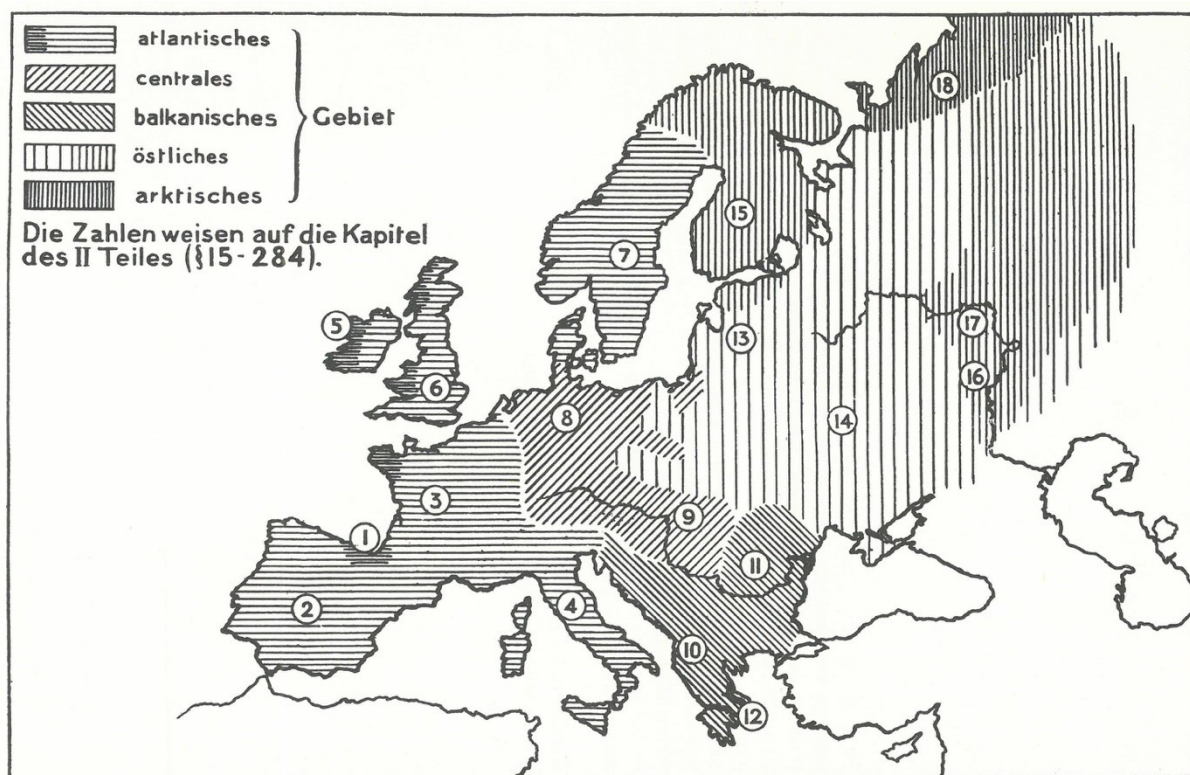 atlantisches
centrales
balkanisches
östliches
arktisches
Gebiet
Die Zahlen weisen auf die Kapitel
des II Teiles (§15-284).
18
15
7
5
17
13
6
16
8
14
3
9
1
11
2
4
10
12